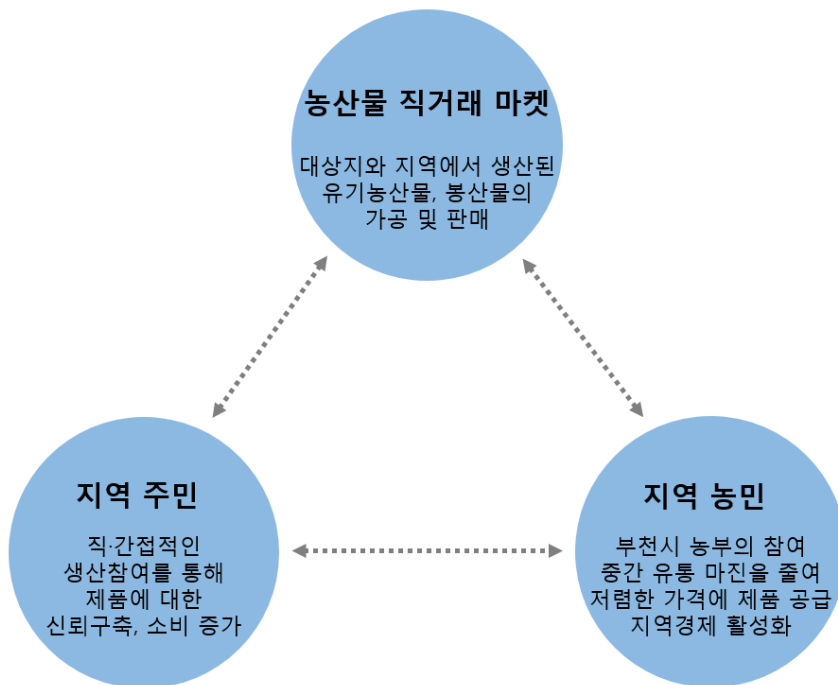 농산물 직거래 마켓
대상지와 지역에서 생산된
유기농산물, 봉산물의
가공 및 판매
지역 주민
직·간접적인
생산참여를 통해
제품에 대한
신뢰구축, 소비 증가
지역 농민
부천시 농부의 참여
중간 유통 마진을 줄여
저렴한 가격에 제품 공급
지역경제 활성화